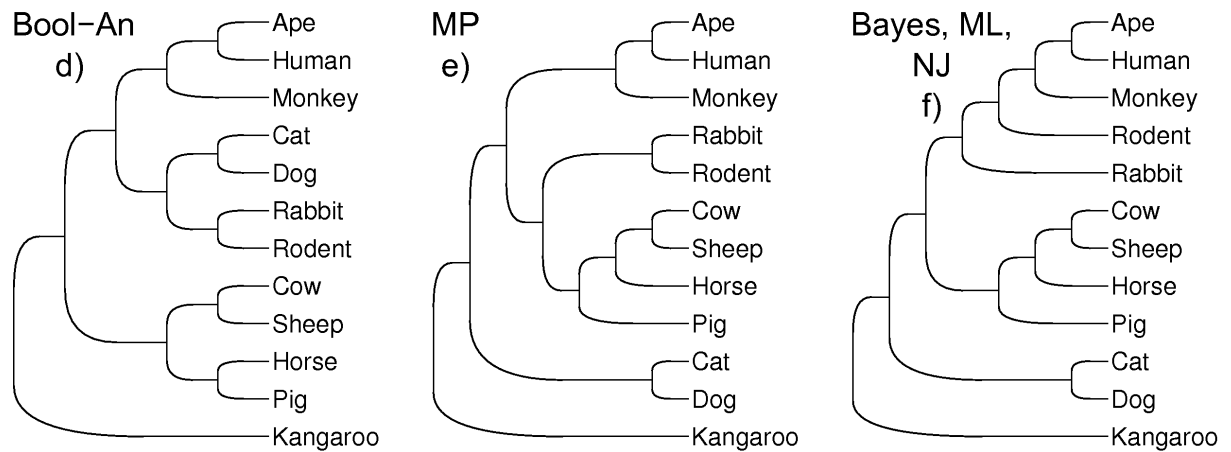 Bool−An
d)
Ape
Human
Monkey
Cat
Dog
Rabbit
Rodent
Cow
Sheep
Horse
Pig
Kangaroo
MP
e)
Ape
Human
Monkey
Rabbit
Rodent
Cow
Sheep
Horse
Pig
Cat
Dog
Kangaroo
Bayes, ML,
NJ
f)
Ape
Human
Monkey
Rodent
Rabbit
Cow
Sheep
Horse
Pig
Cat
Dog
Kangaroo